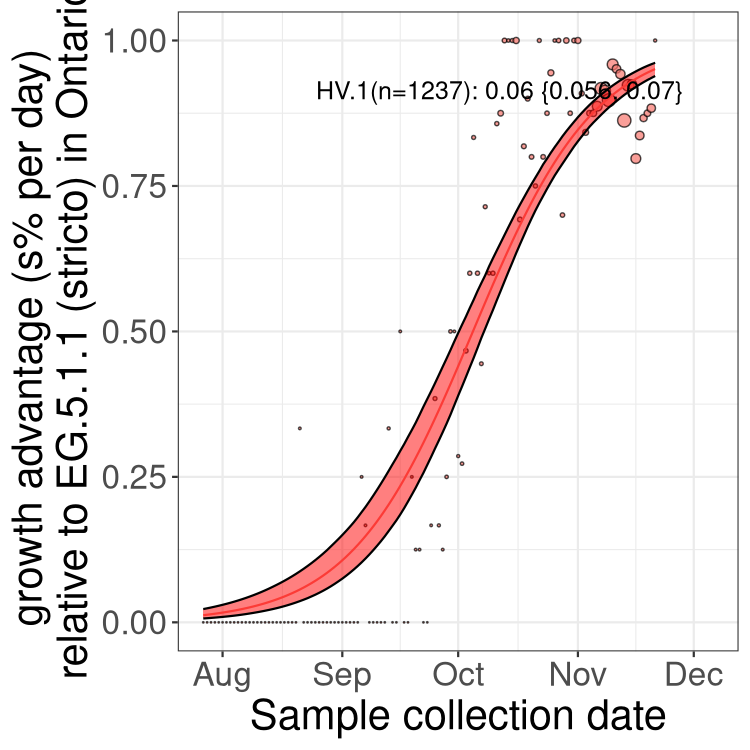 growth advantage (s% per day)
relative to EG.5.1.1 (stricto) in Ontario
1.00
0.75
0.50
0.25
0.00
HV.1(n=1237): 0.06 {0.056, 0.07}
Aug Sep Oct Nov Dec
Sample collection date